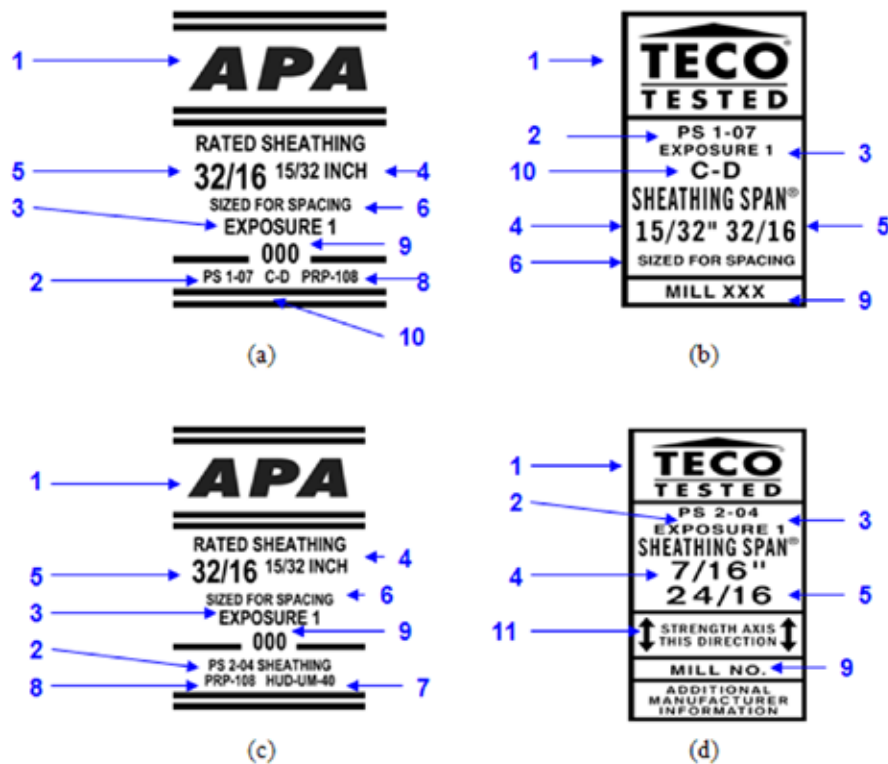 1
APA
RATED SHEATHING
5 32/16 15/32 INCH 4
SIZED FOR SPACING 6
3 EXPOSURE 1
000 9
2 PS 1-07 C-D PRP-108 8
10
(a)
1 TECO®
TESTED
2 PS 1-07
EXPOSURE 1 3
10 C-D
SHEATHING SPAN®
4 15/32" 32/16 5
6 SIZED FOR SPACING
MILL XXX 9
(b)
1 APA
RATED SHEATHING 4
5 32/16 15/32 INCH
SIZED FOR SPACING 6
3 EXPOSURE 1
000 9
2 PS 2-04 SHEATHING
8 PRP-108 HUD-UM-40 7
(c)
1 TECO®
TESTED
2 PS 2-04
EXPOSURE 1 3
SHEATHING SPAN®
4 7/16"
24/16 5
11 STRENGTH AXIS
THIS DIRECTION
MILL NO. 9
ADDITIONAL
MANUFACTURER
INFORMATION
(d)